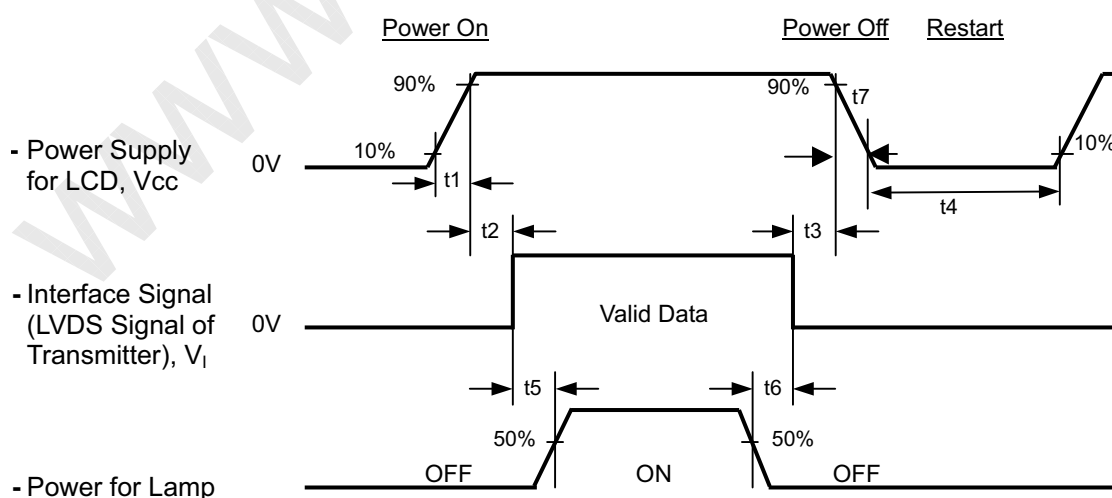 Power On
Power Off Restart
90%
90%
t7
- Power Supply
for LCD, Vcc
0V
10%
10%
t1
t4
t2
t3
- Interface Signal
(LVDS Signal of
Transmitter), VI
0V
Valid Data
t5
t6
50%
50%
- Power for Lamp
OFF
ON
OFF